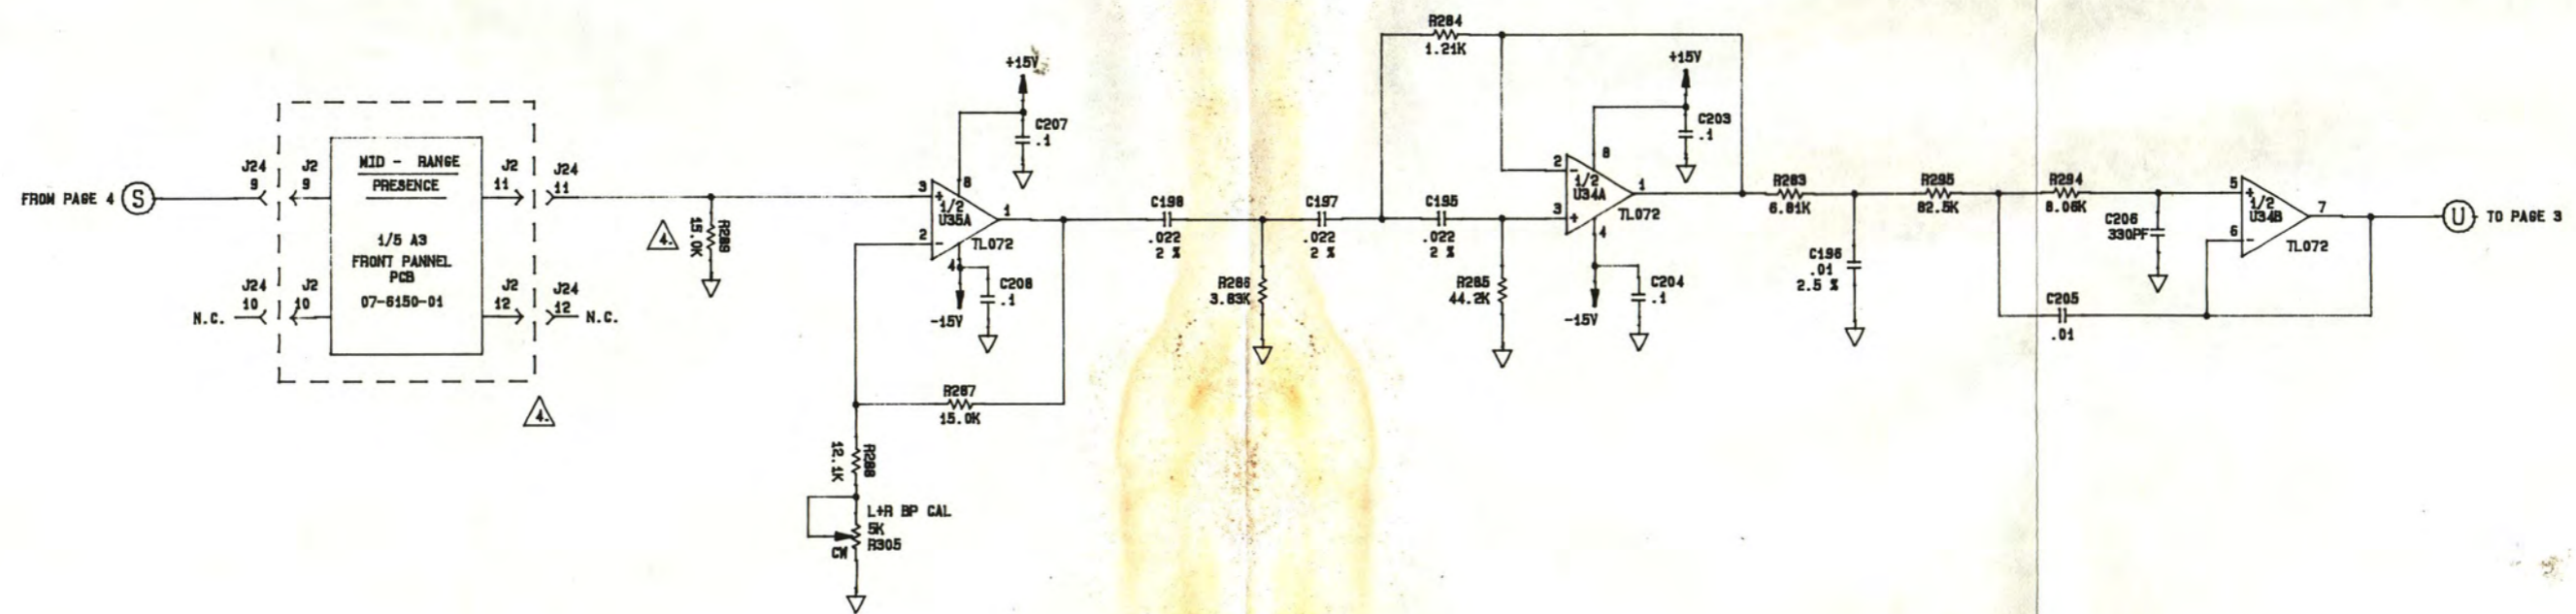 FROM PAGE 4 S
J24
9
J2
9
MID - RANGE
PRESENCE
1/5 A3
FRONT PANNEL
PCB
07-6150-01
J2
11
J24
11
J24
10
J2
10
N.C.
J2
12
J24
12
N.C.
4.
4.
R289
15.0K
+15V
C207
.1
3
+
8
1/2
U35A
1
2
-
TL072
4
C208
.1
-15V
R287
15.0K
R288
12.1K
L+R BP CAL
5K
R305
CW
C198
.022
2 %
R286
3.83K
C197
.022
2 %
R284
1.21K
C195
.022
2 %
R285
44.2K
+15V
C203
.1
2
-
8
1/2
U34A
1
3
+
TL072
4
C204
.1
-15V
R283
6.81K
C196
.01
2.5 %
R295
82.5K
R294
8.06K
C206
330PF
C205
.01
5
+
1/2
U34B
7
6
-
TL072
U TO PAGE 3